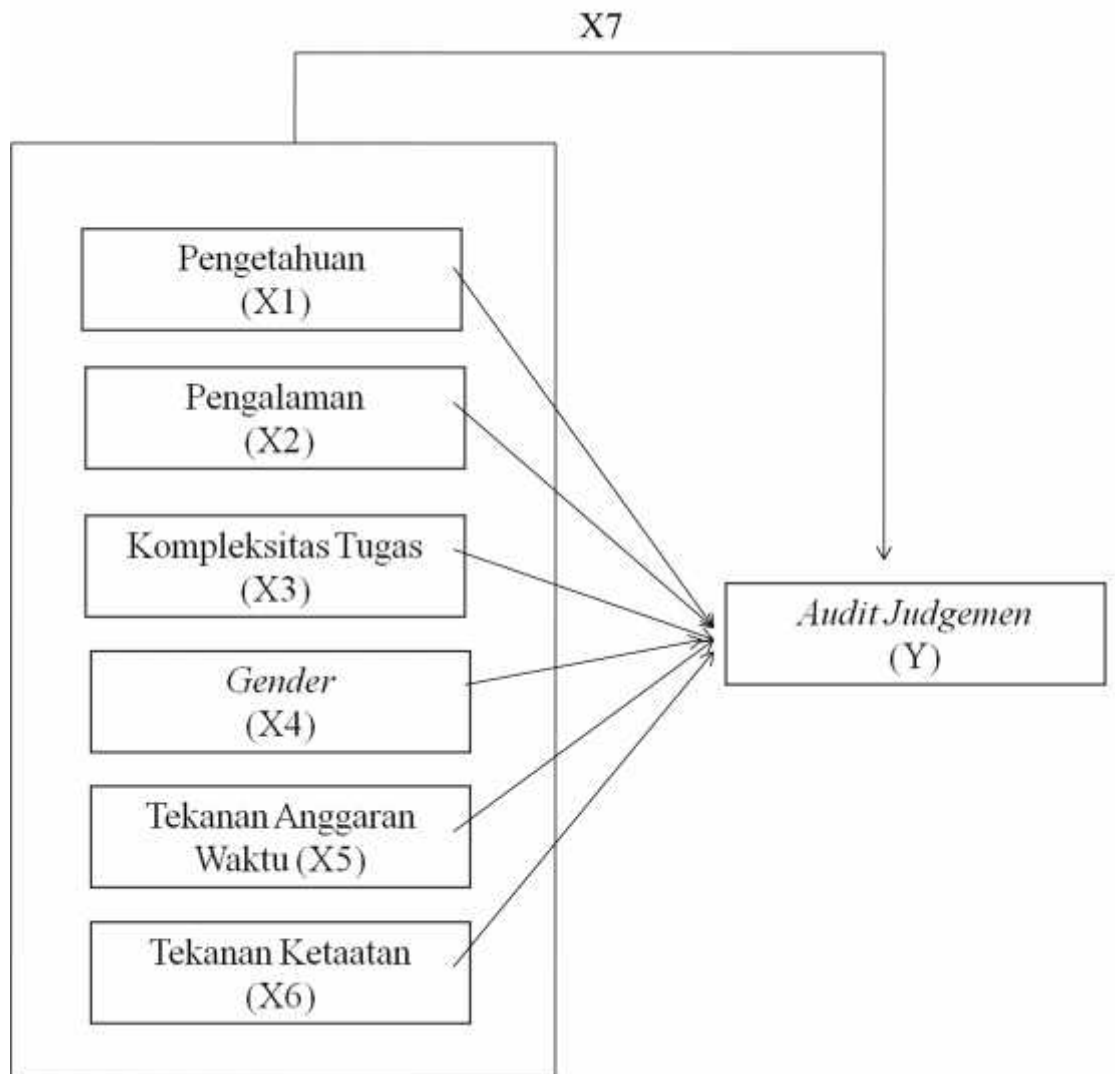 X7
Pengetahuan
(X1)
Pengalaman
(X2)
Kompleksitas Tugas
(X3)
Gender
(X4)
Tekanan Anggaran
Waktu (X5)
Tekanan Ketaatan
(X6)
Audit Judgemen
(Y)